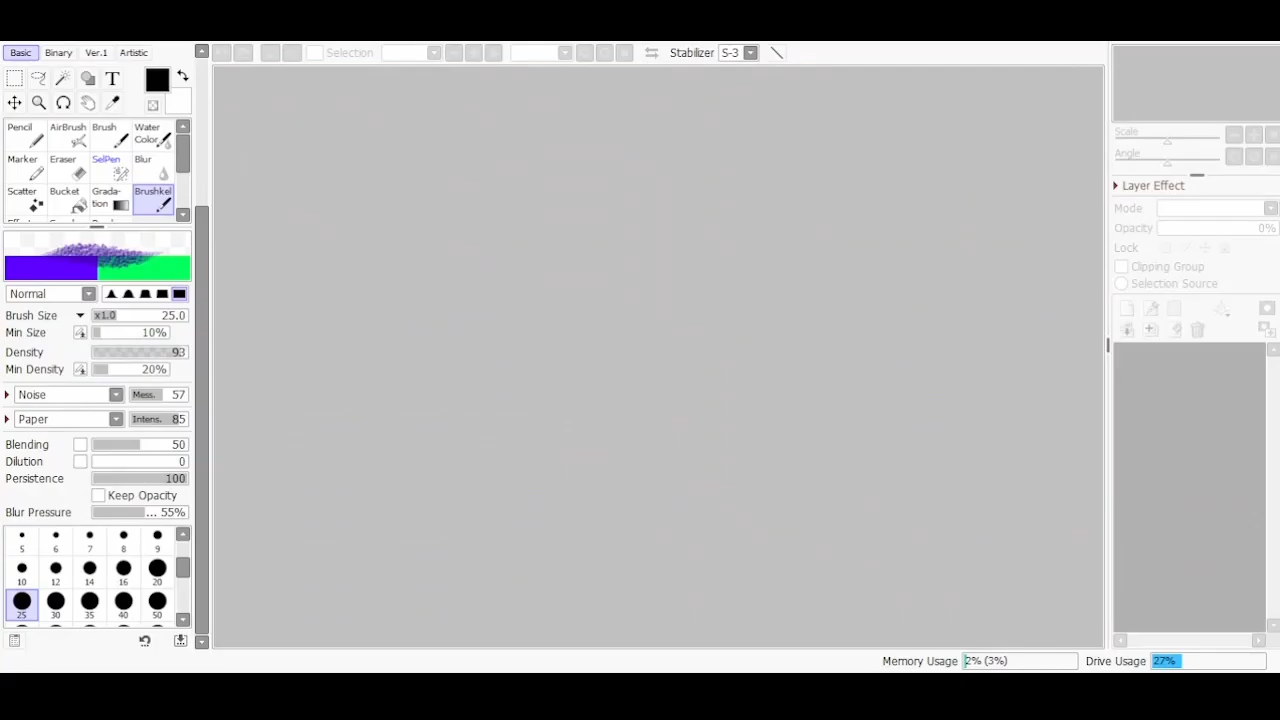 Basic Binary Ver.1 Artistic
Selection
Stabilizer S-3
T
Pencil AirBrush Brush Water Color
Marker Eraser SelPen Blur
Scatter Bucket Grada-tion Brushkel
Normal
Brush Size x1.0 25.0
Min Size 10%
Density 93
Min Density 20%
Noise Mess. 57
Paper Intens. 85
Blending 50
Dilution 0
Persistence 100
Keep Opacity
Blur Pressure ... 55%
5 6 7 8 9
10 12 14 16 20
25 30 35 40 50
Scale
Angle
Layer Effect
Mode
Opacity 0%
Lock
Clipping Group
Selection Source
Memory Usage 2% (3%) Drive Usage 27%